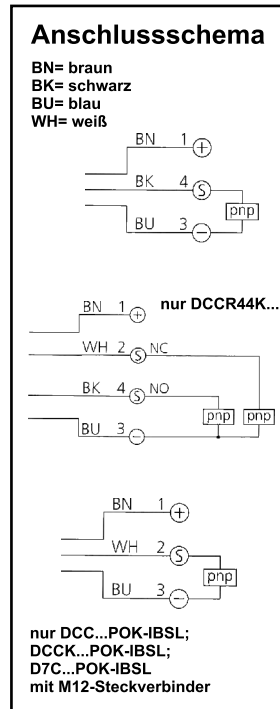 Anschlussschema
BN= braun
BK= schwarz
BU= blau
WH= weiß
BN 1 +
BK 4 S
pnp
BU 3 −
nur DCCR44K...
BN 1 +
WH 2 S NC
BK 4 S NO
pnp pnp
BU 3 −
BN 1 +
WH 2 S
pnp
BU 3 −
nur DCC...POK-IBSL;
DCCK...POK-IBSL;
D7C...POK-IBSL
mit M12-Steckverbinder